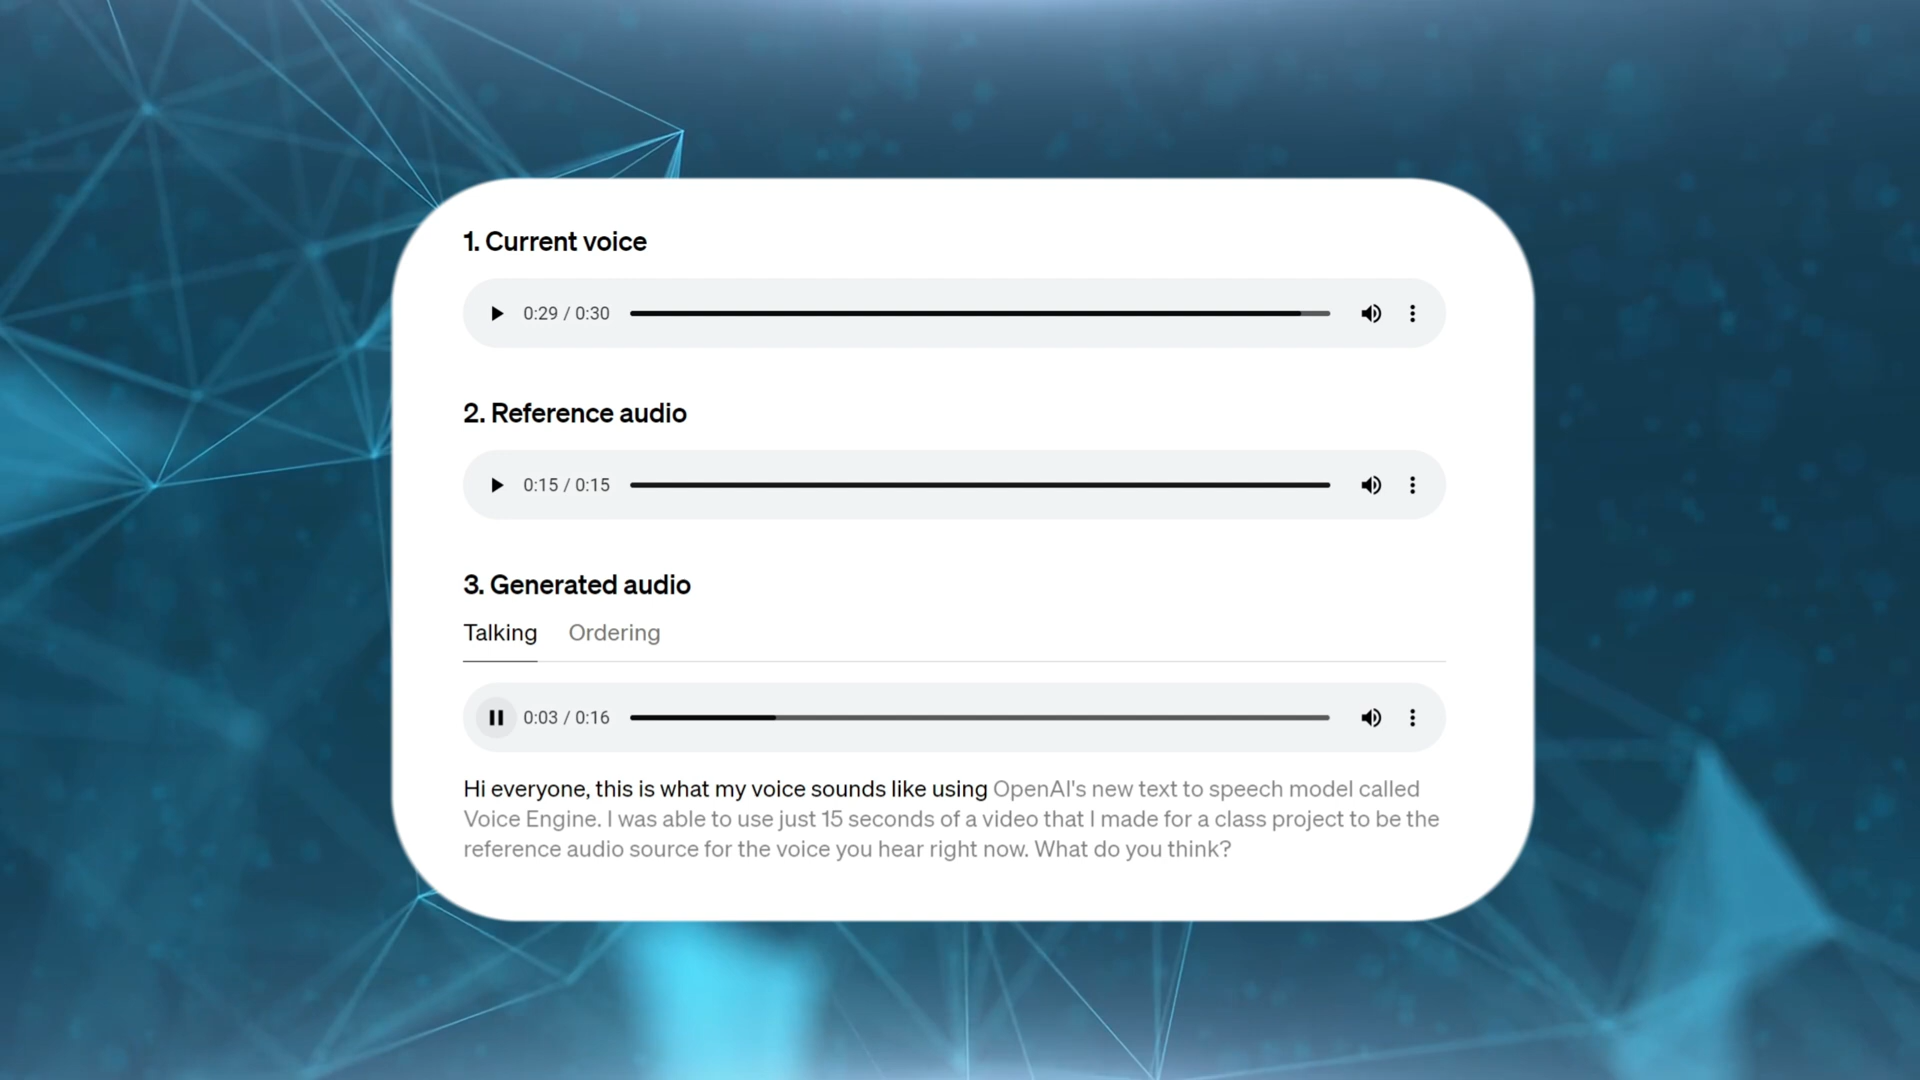 1. Current voice
0:29 / 0:30
2. Reference audio
0:15 / 0:15
3. Generated audio
Talking Ordering
0:03 / 0:16
Hi everyone, this is what my voice sounds like using OpenAI's new text to speech model called
Voice Engine. I was able to use just 15 seconds of a video that I made for a class project to be the
reference audio source for the voice you hear right now. What do you think?